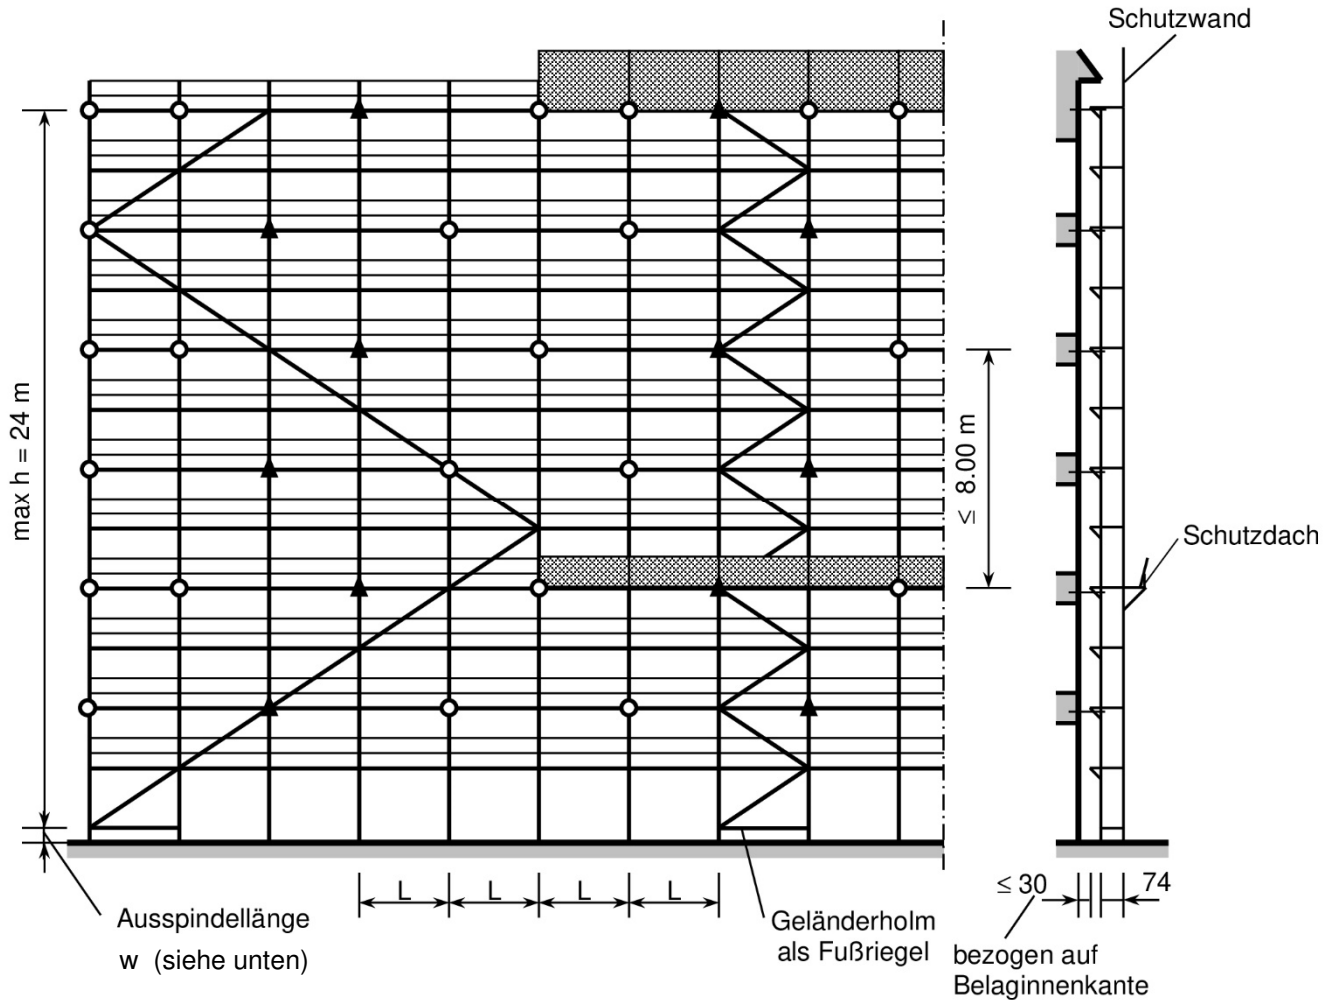 Schutzwand
max h = 24 m
≤ 8.00 m
Schutzdach
L
L
L
L
≤ 30
74
Ausspindellänge
w (siehe unten)
Geländerholm
als Fußriegel
bezogen auf
Belaginnenkante